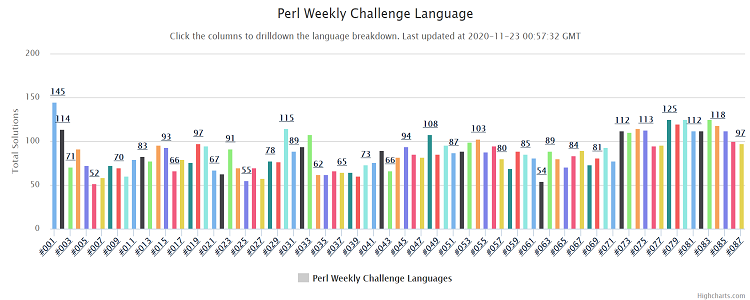 Perl Weekly Challenge Language
Click the columns to drilldown the language breakdown. Last updated at 2020-11-23 00:57:32 GMT
Total Solutions
200
150
100
50
0
145 114 71 52 70 83 93 66 97 67 91 55 78 115 89 62 65 73 66 94 108 87 103 80 85 54 89 84 81 112 113 125 112 118 97
#001 #003 #005 #007 #009 #011 #013 #015 #017 #019 #021 #023 #025 #027 #029 #031 #033 #035 #037 #039 #041 #043 #045 #047 #049 #051 #053 #055 #057 #059 #061 #063 #065 #067 #069 #071 #073 #075 #077 #079 #081 #083 #085 #087
Perl Weekly Challenge Languages
Highcharts.com